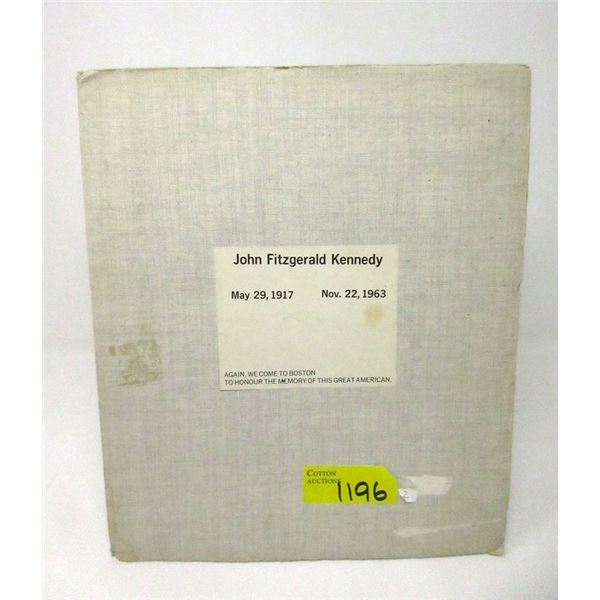 John Fitzgerald Kennedy
May 29, 1917 Nov. 22, 1963
AGAIN, WE COME TO BOSTON
TO HONOUR THE MEMORY OF THIS GREAT AMERICAN.
COTTON
AUCTIONS
1196